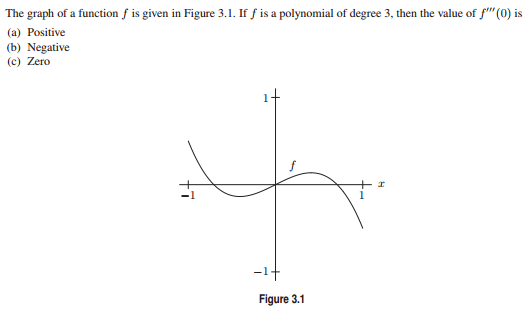 The graph of a function f is given in Figure 3.1. If f is a polynomial of degree 3, then the value of f′′′(0) is
(a) Positive
(b) Negative
(c) Zero
1
f
x
−1
1
−1
Figure 3.1